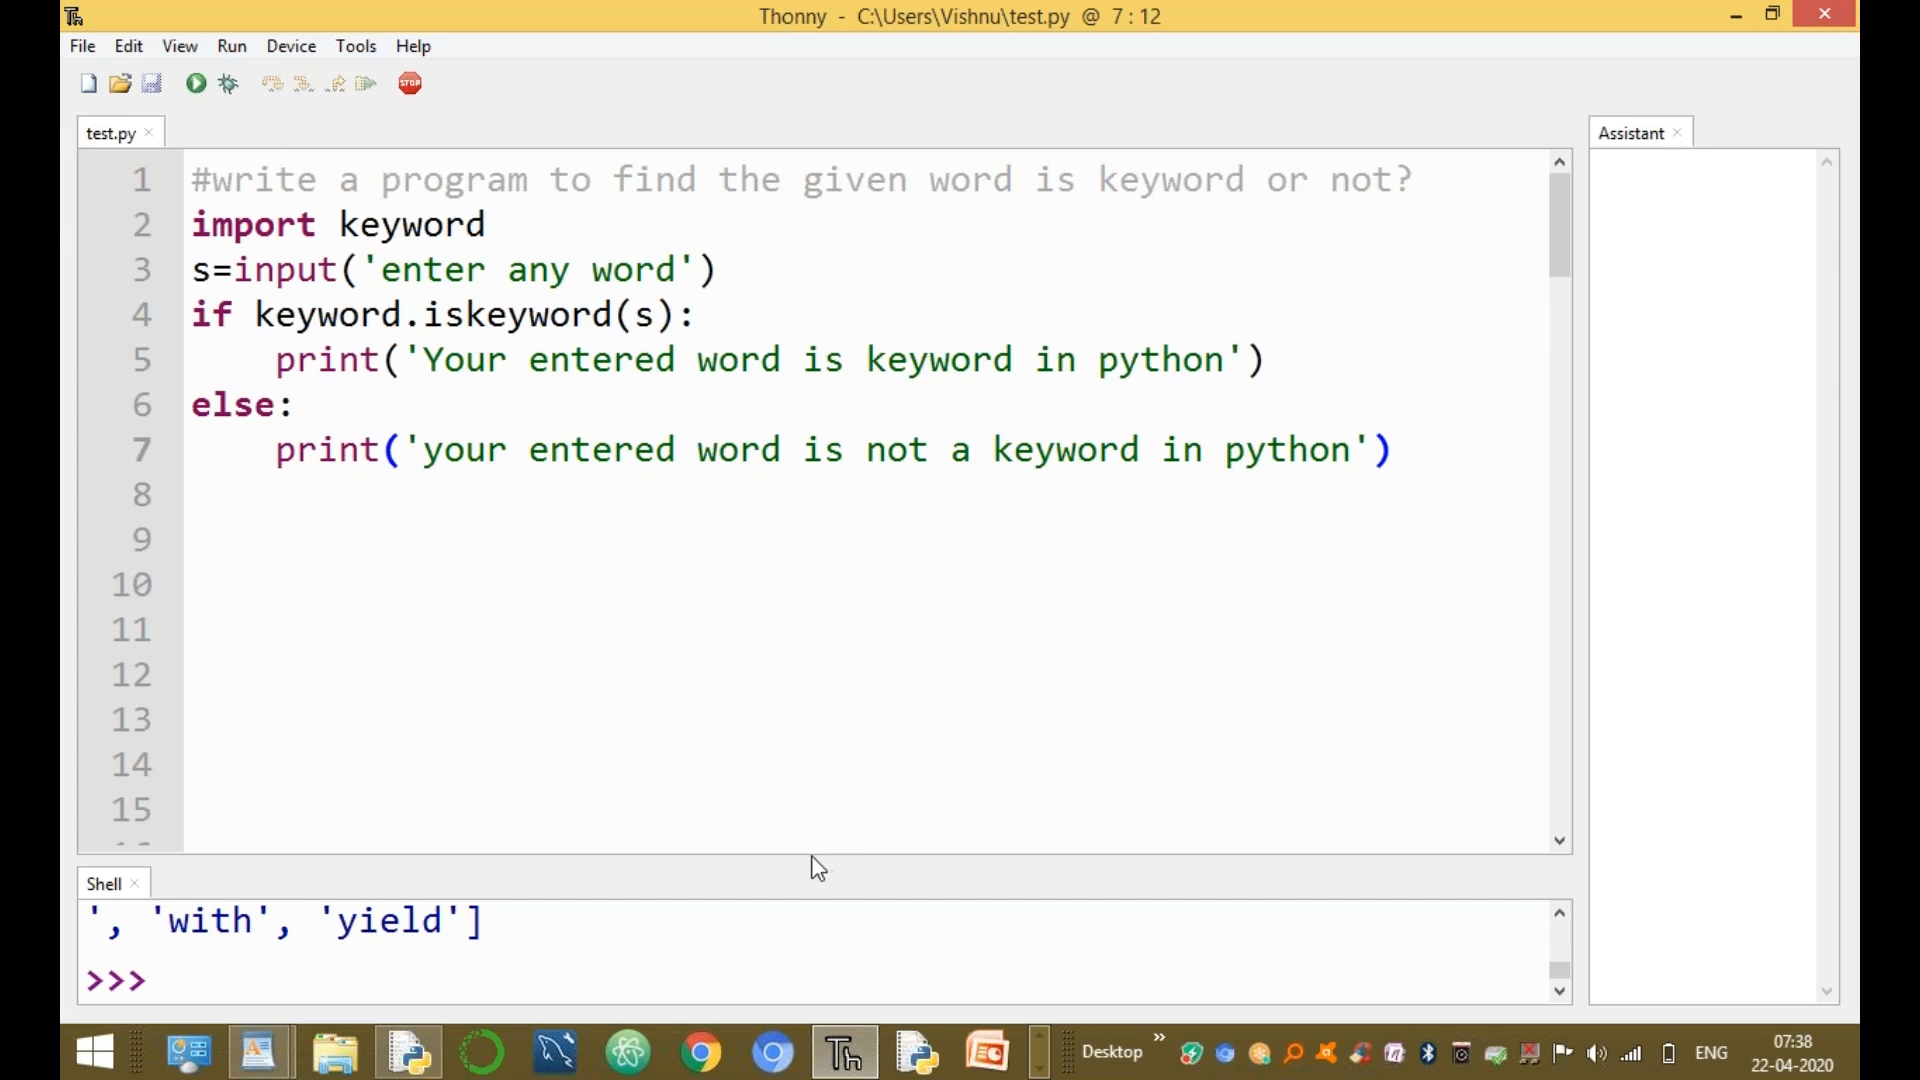 Thonny - C:\Users\Vishnu\test.py @ 7 : 12
File Edit View Run Device Tools Help
STOP
test.py
Assistant
1 #write a program to find the given word is keyword or not?
2 import keyword
3 s=input('enter any word')
4 if keyword.iskeyword(s):
5     print('Your entered word is keyword in python')
6 else:
7     print('your entered word is not a keyword in python')
8
9
10
11
12
13
14
15
Shell
', 'with', 'yield']
>>>
Desktop » ENG 07:38
22-04-2020